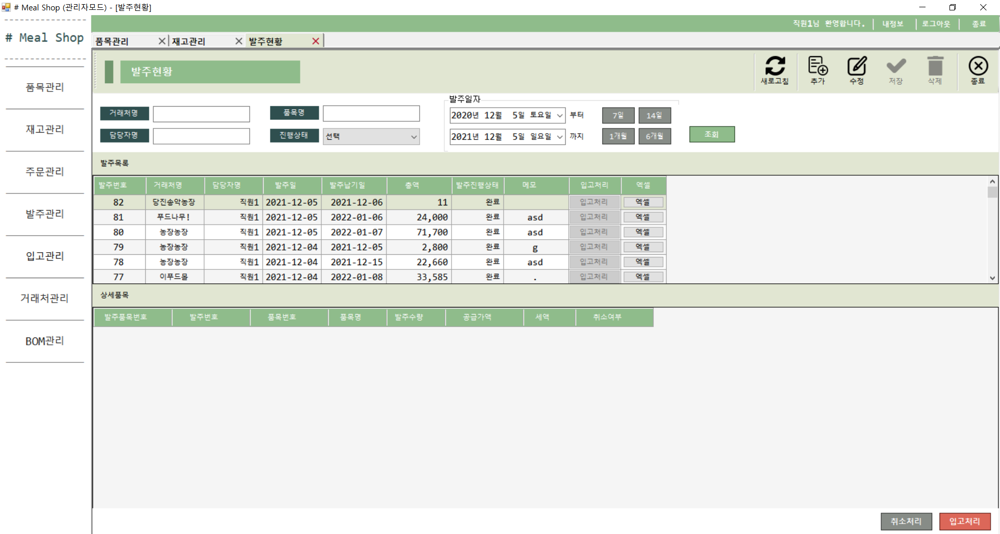 # Meal Shop (관리자모드) - [발주현황]
직원1님 환영합니다. 내정보 로그아웃 종료
# Meal Shop
품목관리
재고관리
주문관리
발주관리
입고관리
거래처관리
BOM관리
품목관리 재고관리 발주현황
발주현황
새로고침 추가 수정 저장 삭제 종료
거래처명 품목명
담당자명 진행상태 선택
발주일자
2020년 12월 5일 토요일 부터 7일 14일
2021년 12월 5일 일요일 까지 1개월 6개월
조회
발주목록
발주번호 거래처명 담당자명 발주일 발주납기일 총액 발주진행상태 메모 입고처리 엑셀
82 당진송악농장 직원1 2021-12-05 2021-12-06 11 완료 입고처리 엑셀
81 푸드나무! 직원1 2021-12-05 2022-01-06 24,000 완료 asd 입고처리 엑셀
80 농장농장 직원1 2021-12-05 2022-01-07 71,700 완료 asd 입고처리 엑셀
79 농장농장 직원1 2021-12-04 2021-12-05 2,800 완료 g 입고처리 엑셀
78 농장농장 직원1 2021-12-04 2021-12-15 22,660 완료 asd 입고처리 엑셀
77 이푸드몰 직원1 2021-12-04 2022-01-08 33,585 완료 . 입고처리 엑셀
상세품목
발주품목번호 발주번호 품목번호 품목명 발주수량 공급가액 세액 취소여부
취소처리 입고처리